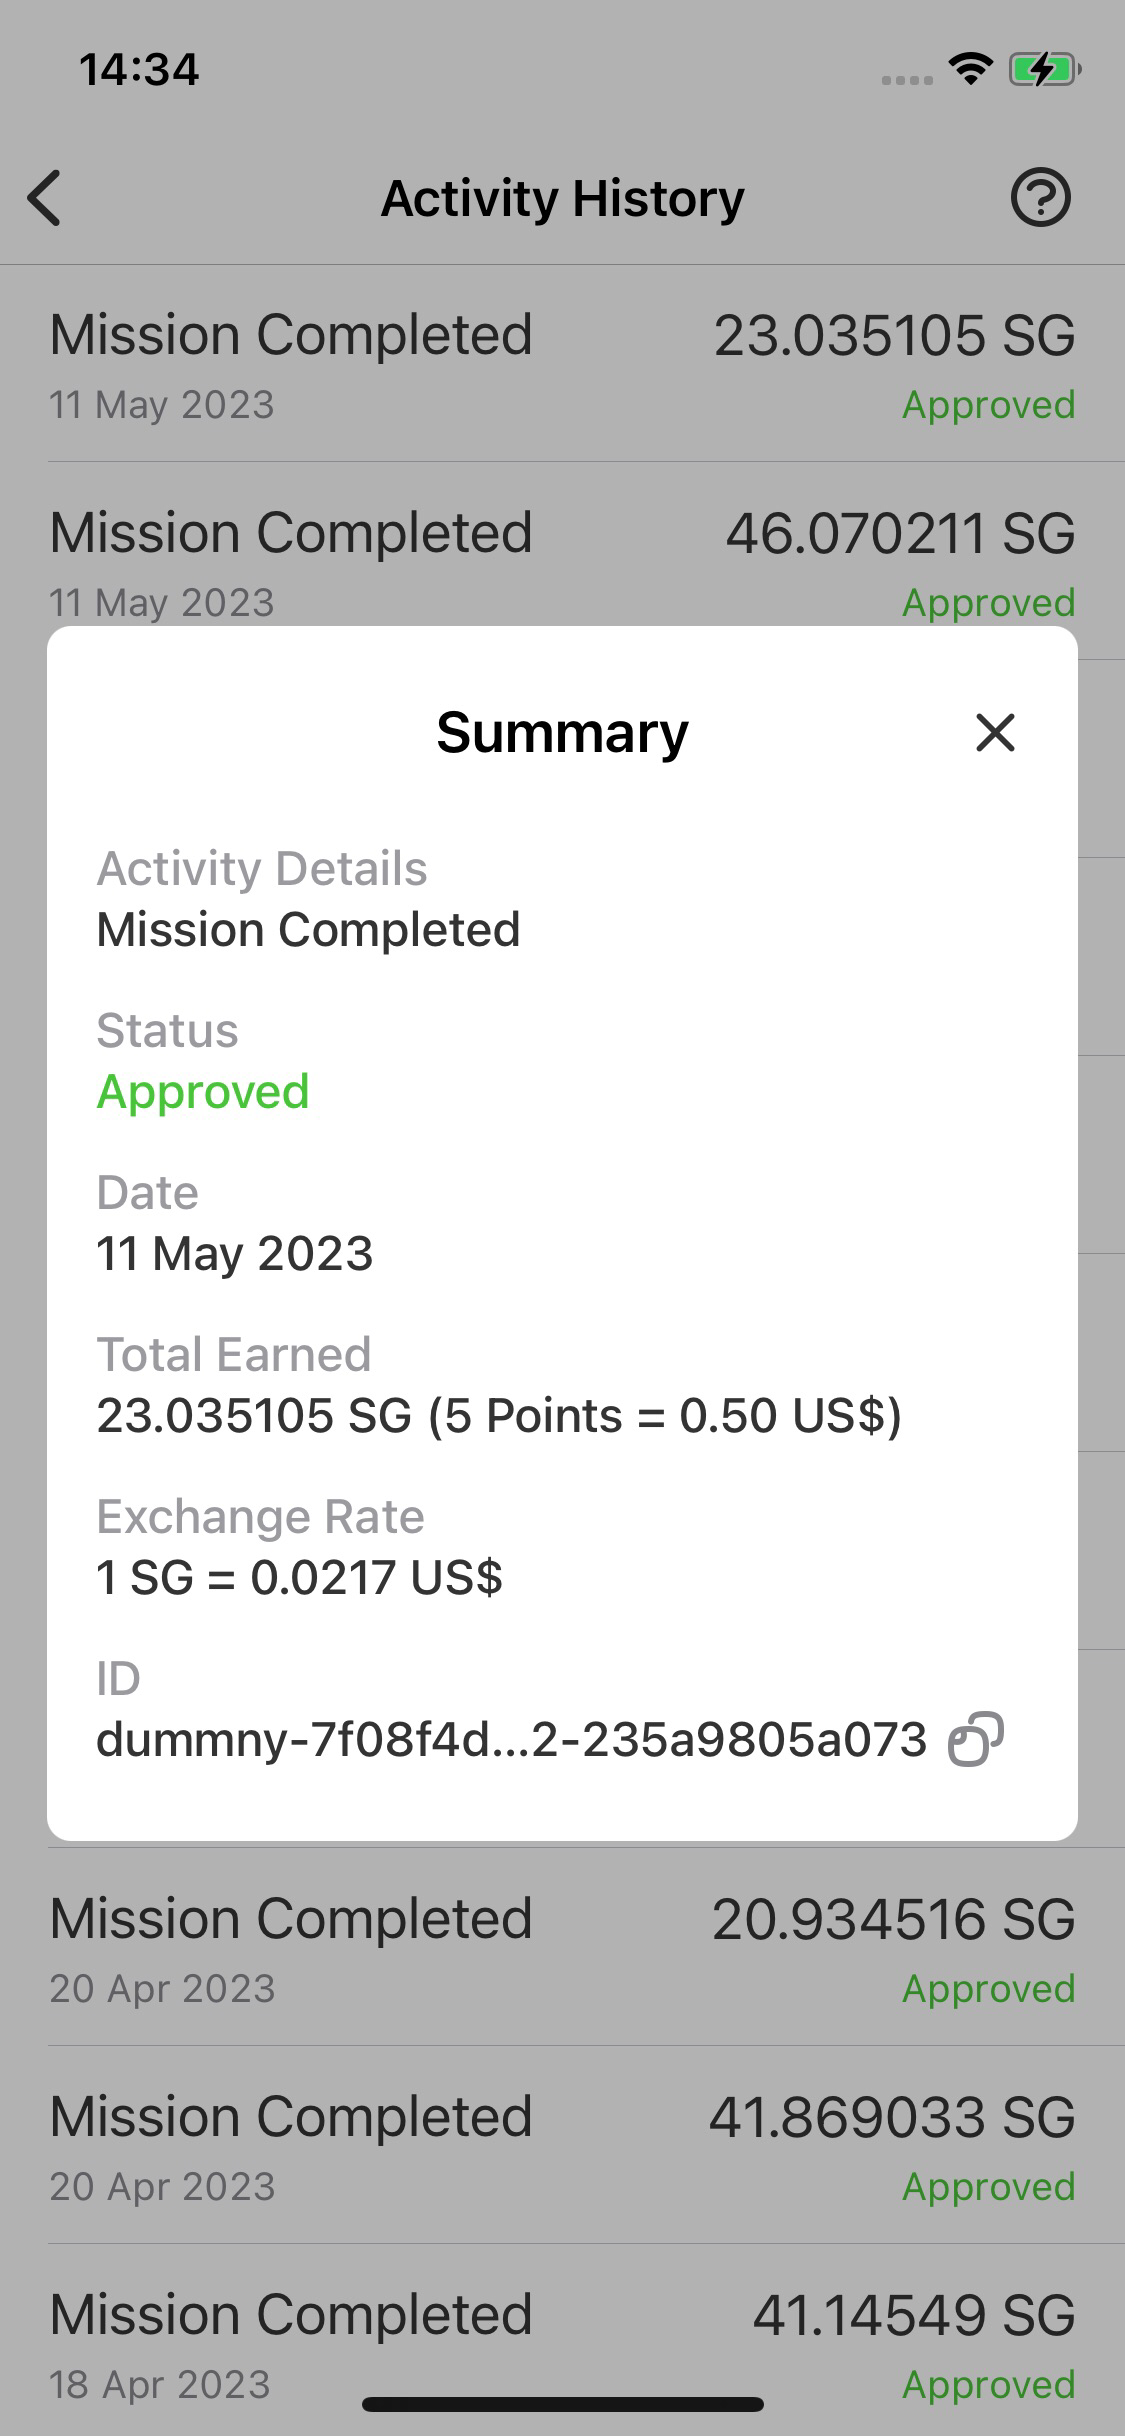 14:34
Activity History
Mission Completed 23.035105 SG
11 May 2023 Approved
Mission Completed 46.070211 SG
11 May 2023 Approved
Summary
Activity Details
Mission Completed
Status
Approved
Date
11 May 2023
Total Earned
23.035105 SG (5 Points = 0.50 US$)
Exchange Rate
1 SG = 0.0217 US$
ID
dummny-7f08f4d...2-235a9805a073
Mission Completed 20.934516 SG
20 Apr 2023 Approved
Mission Completed 41.869033 SG
20 Apr 2023 Approved
Mission Completed 41.14549 SG
18 Apr 2023 Approved